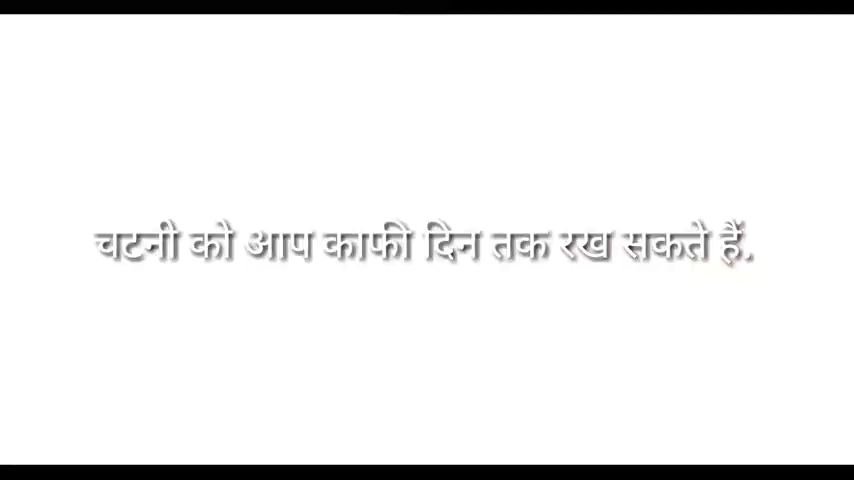 चटनी को आप काफी दिन तक रख सकते हैं.